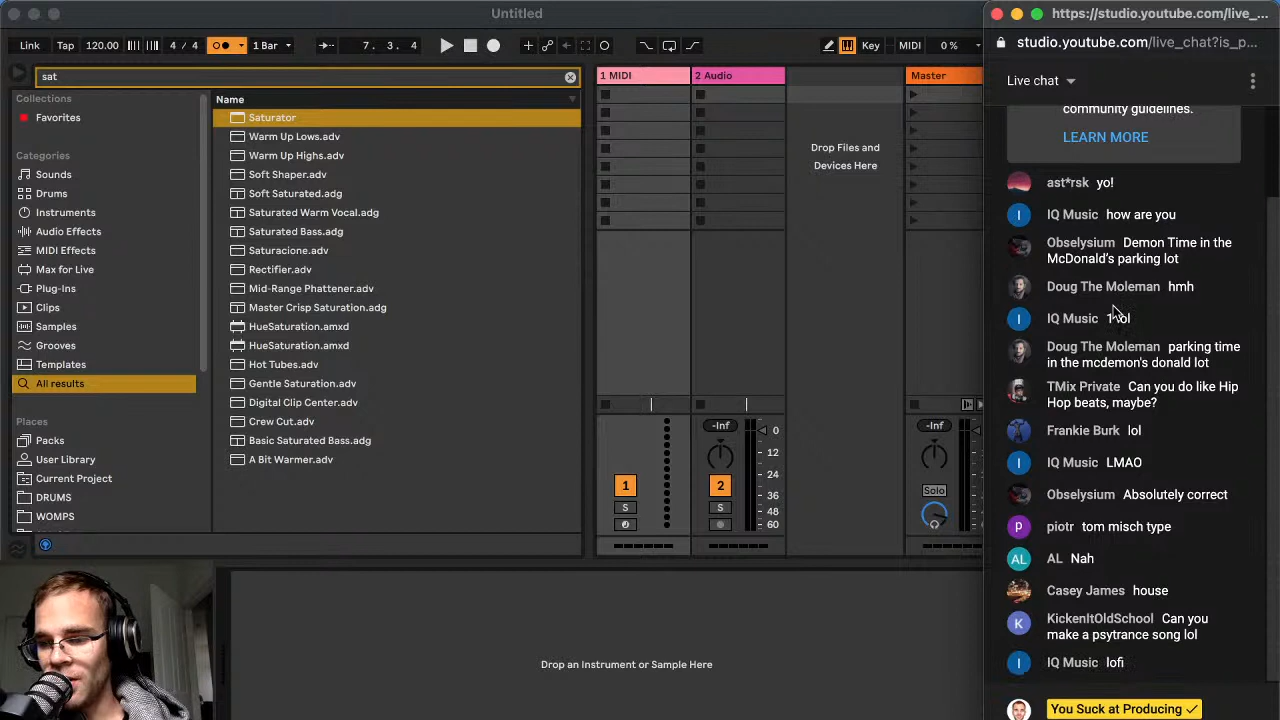 Untitled
Link Tap 120.00 4 / 4 1 Bar 7. 3. 4 Key MIDI 0 %
sat
Collections
Favorites
Categories
Sounds
Drums
Instruments
Audio Effects
MIDI Effects
Max for Live
Plug-Ins
Clips
Samples
Grooves
Templates
All results
Places
Packs
User Library
Current Project
DRUMS
WOMPS
Name
Saturator
Warm Up Lows.adv
Warm Up Highs.adv
Soft Shaper.adv
Soft Saturated.adg
Saturated Warm Vocal.adg
Saturated Bass.adg
Saturacione.adv
Rectifier.adv
Mid-Range Phattener.adv
Master Crisp Saturation.adg
HueSaturation.amxd
HueSaturation.amxd
Hot Tubes.adv
Gentle Saturation.adv
Digital Clip Center.adv
Crew Cut.adv
Basic Saturated Bass.adg
A Bit Warmer.adv
1 MIDI 2 Audio Master
Drop Files and
Devices Here
-Inf -Inf
0
12
24
36
48
60
1 2 Solo
S S
Drop an Instrument or Sample Here
https://studio.youtube.com/live_...
studio.youtube.com/live_chat?is_p...
Live chat
community guidelines.
LEARN MORE
ast*rsk yo!
IQ Music how are you
Obselysium Demon Time in the
McDonald's parking lot
Doug The Moleman hmh
IQ Music
Doug The Moleman parking time
in the mcdemon's donald lot
TMix Private Can you do like Hip
Hop beats, maybe?
Frankie Burk lol
IQ Music LMAO
Obselysium Absolutely correct
p piotr tom misch type
AL AL Nah
Casey James house
K KickenItOldSchool Can you
make a psytrance song lol
I IQ Music lofi
You Suck at Producing